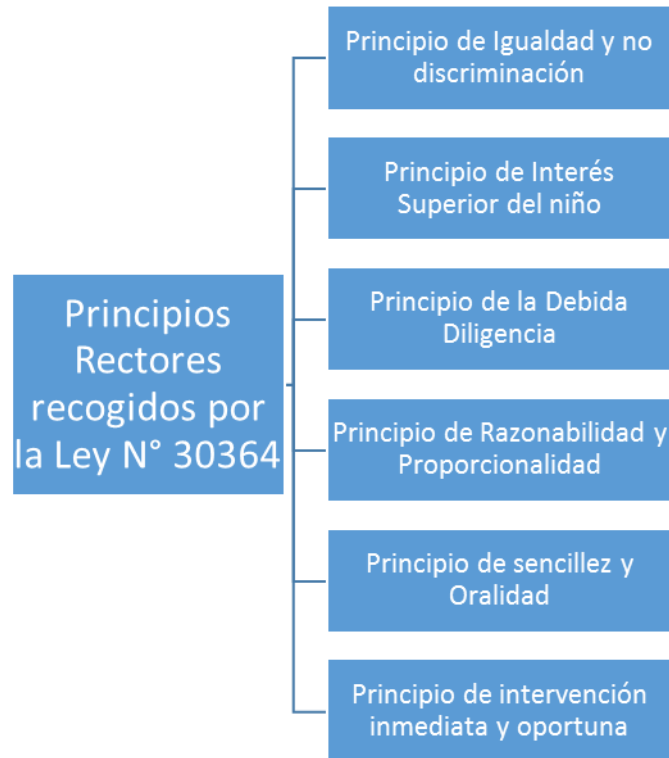 Principios
Rectores
recogidos por
la Ley N° 30364
Principio de Igualdad y no
discriminación
Principio de Interés
Superior del niño
Principio de la Debida
Diligencia
Principio de Razonabilidad y
Proporcionalidad
Principio de sencillez y
Oralidad
Principio de intervención
inmediata y oportuna